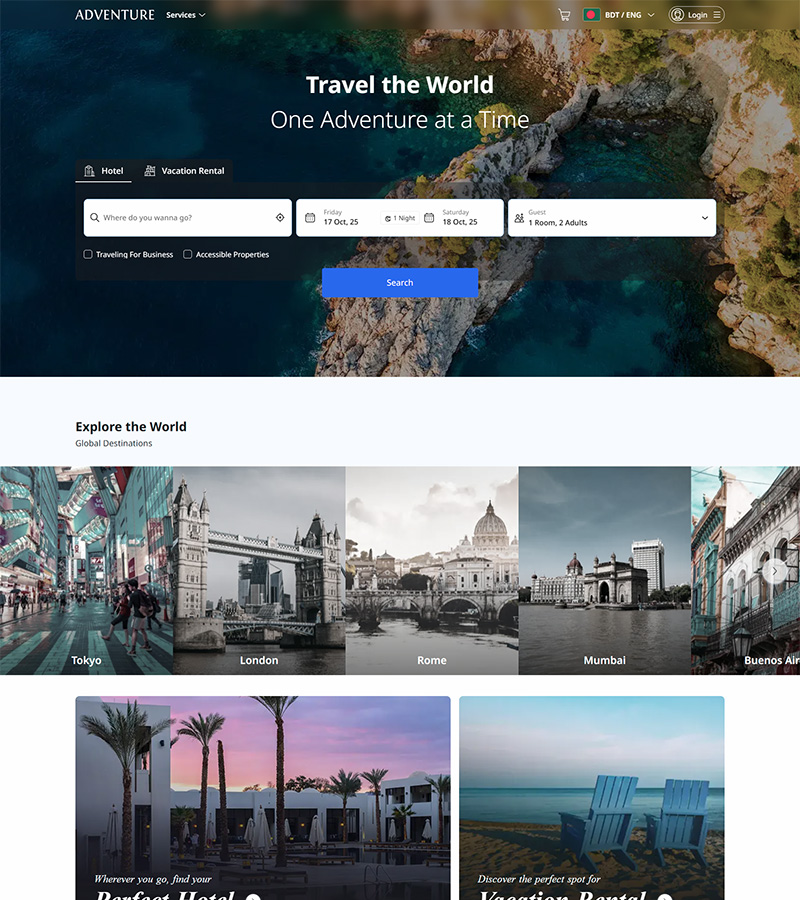 ADVENTURE Services BDT / ENG Login
Travel the World
One Adventure at a Time
Hotel Vacation Rental
Where do you wanna go?
Friday
17 Oct, 25
1 Night
Saturday
18 Oct, 25
Guest
1 Room, 2 Adults
Traveling For Business Accessible Properties
Search
Explore the World
Global Destinations
Tokyo London Rome Mumbai Buenos Air
Wherever you go, find your
Perfect Hotel
Discover the perfect spot for
Vacation Rental